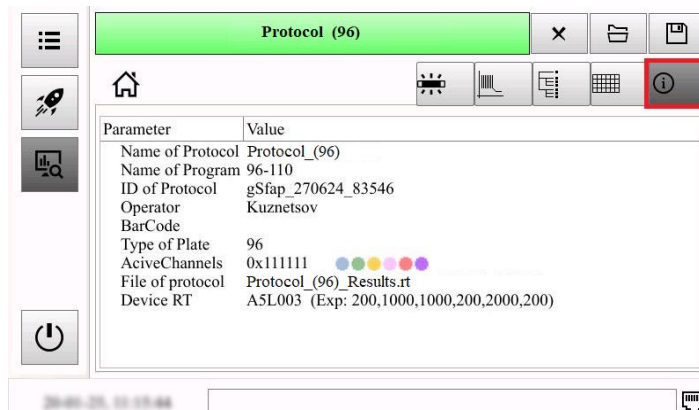 Protocol (96)
Parameter Value
Name of Protocol Protocol_(96)
Name of Program 96-110
ID of Protocol gSfap_270624_83546
Operator Kuznetsov
BarCode
Type of Plate 96
AciveChannels 0x111111
File of protocol Protocol_(96)_Results.rt
Device RT A5L003 (Exp: 200,1000,1000,200,2000,200)